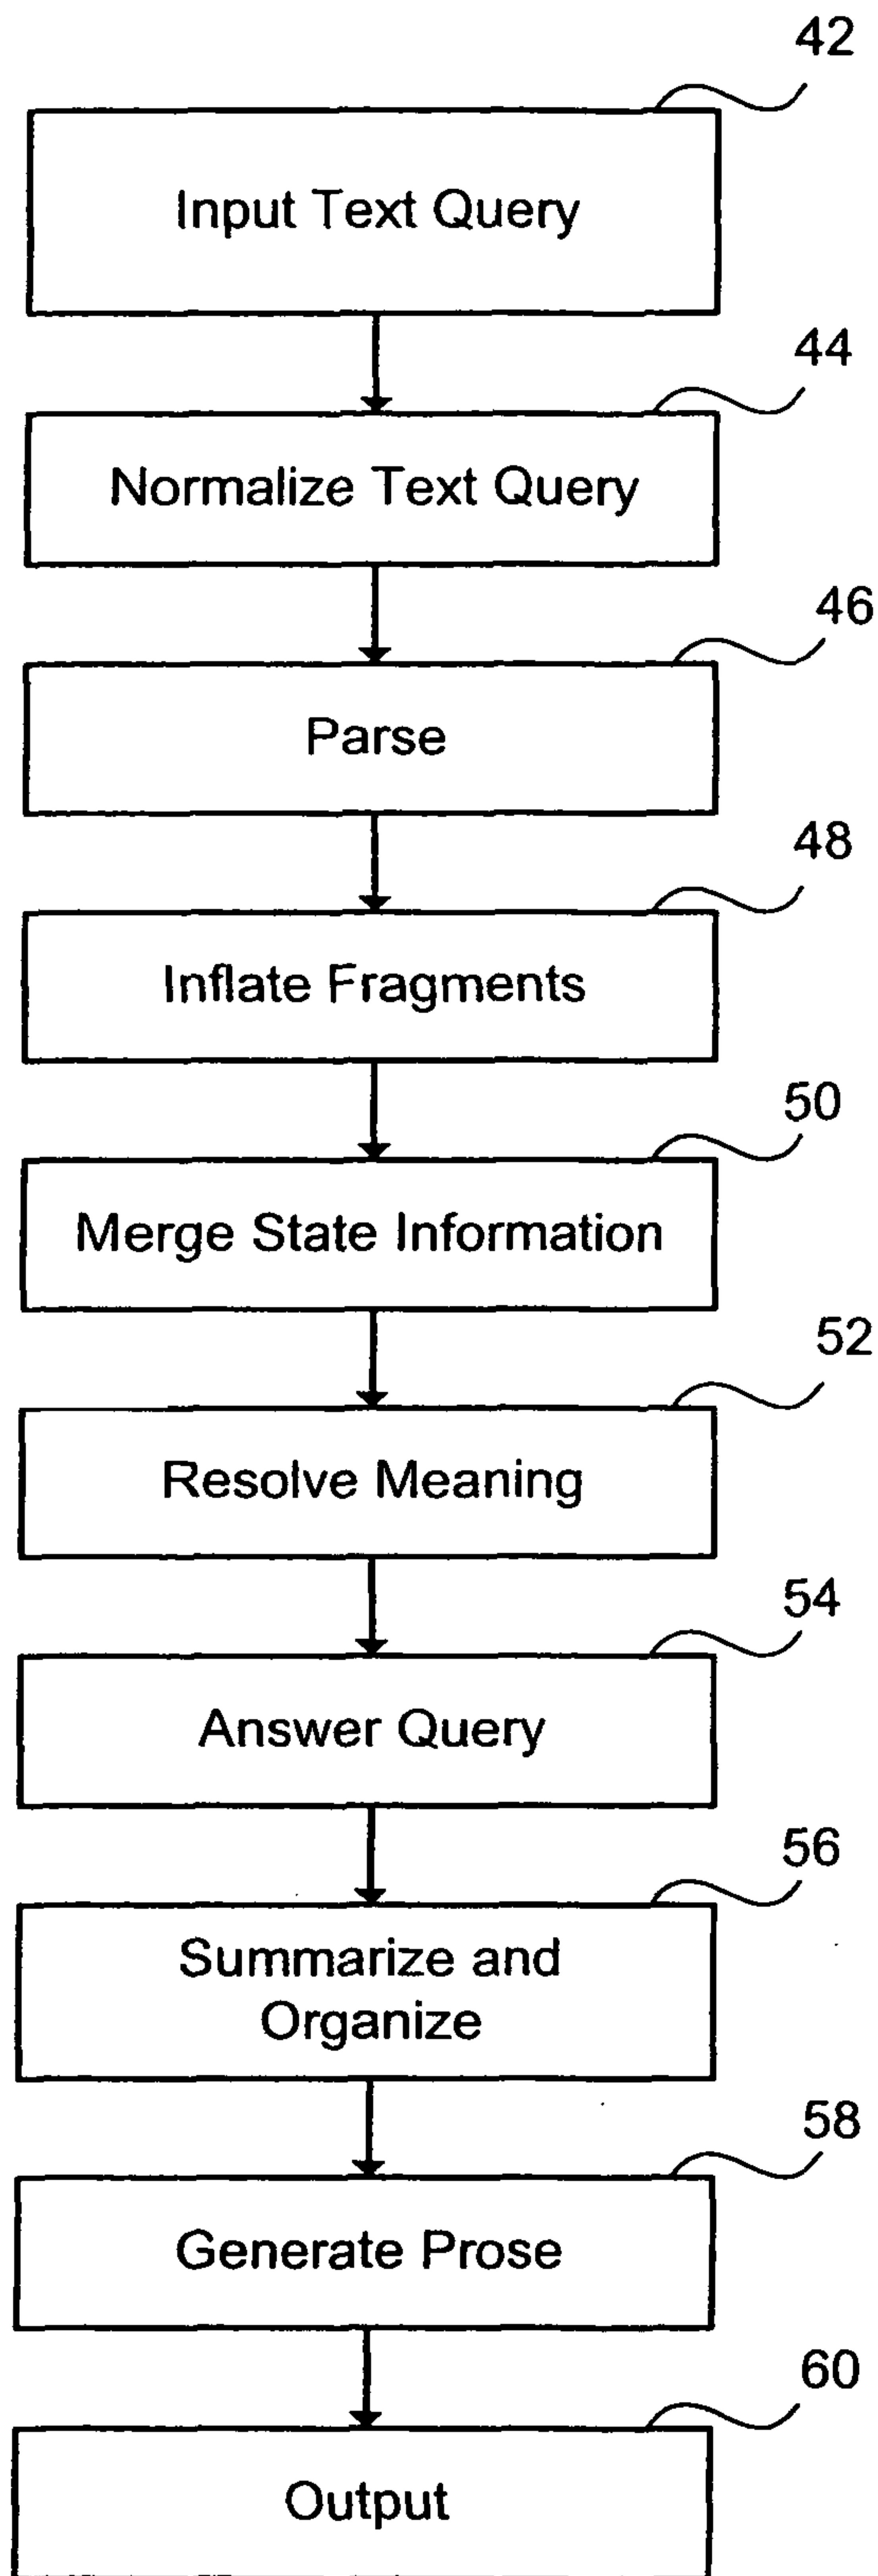 42
Input Text Query
44
Normalize Text Query
46
Parse
48
Inflate Fragments
50
Merge State Information
52
Resolve Meaning
54
Answer Query
56
Summarize and
Organize
58
Generate Prose
60
Output